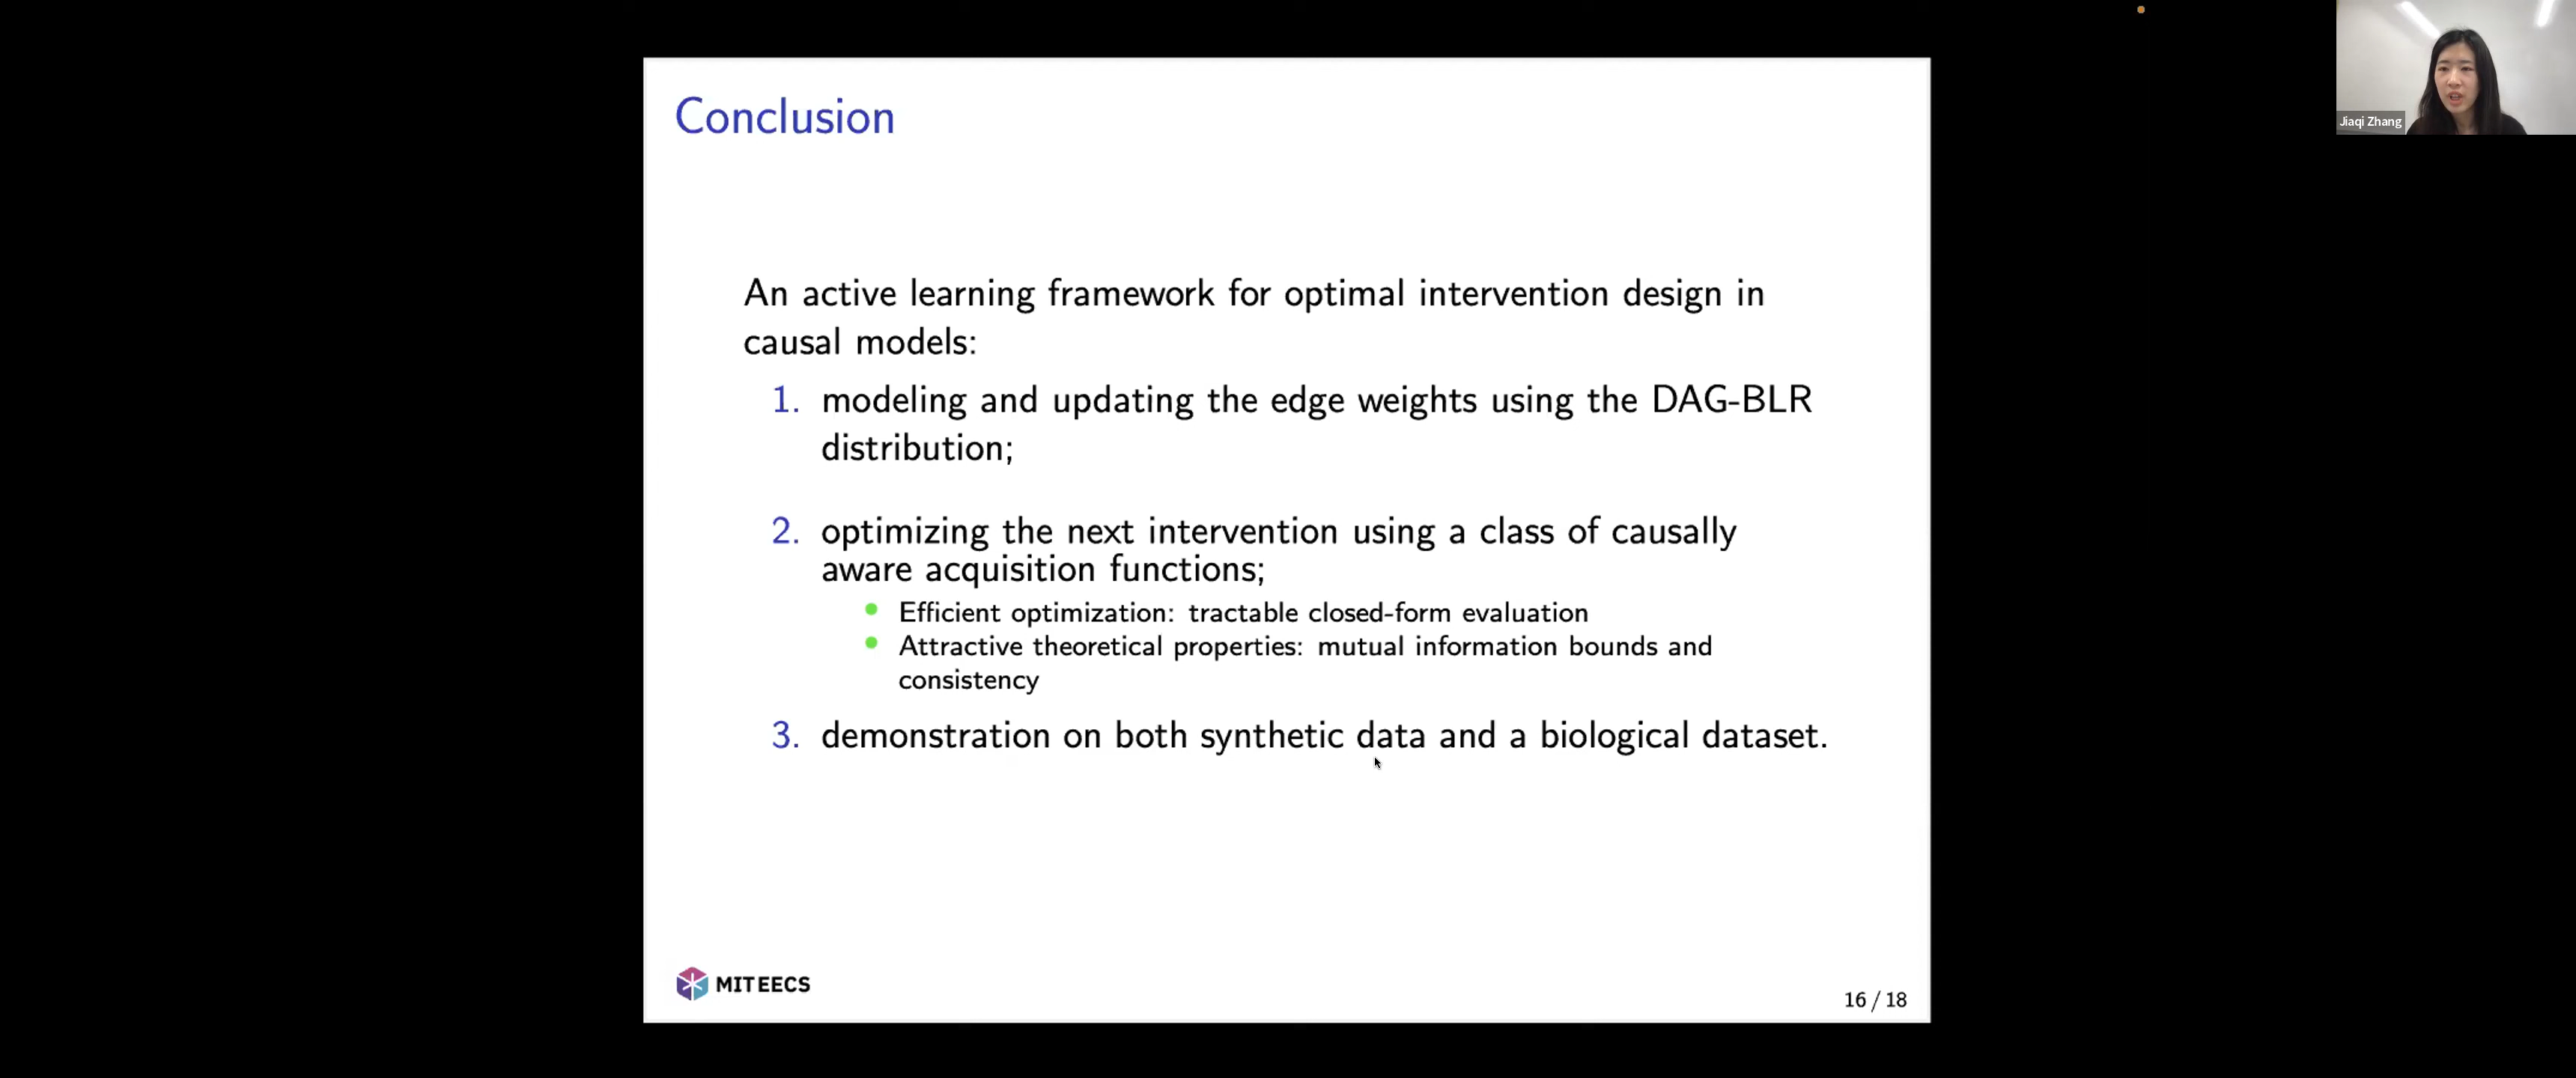 Jiaqi Zhang
Conclusion
An active learning framework for optimal intervention design in
causal models:
1. modeling and updating the edge weights using the DAG-BLR
distribution;
2. optimizing the next intervention using a class of causally
aware acquisition functions;
• Efficient optimization: tractable closed-form evaluation
• Attractive theoretical properties: mutual information bounds and
consistency
3. demonstration on both synthetic data and a biological dataset.
MIT EECS
16 / 18